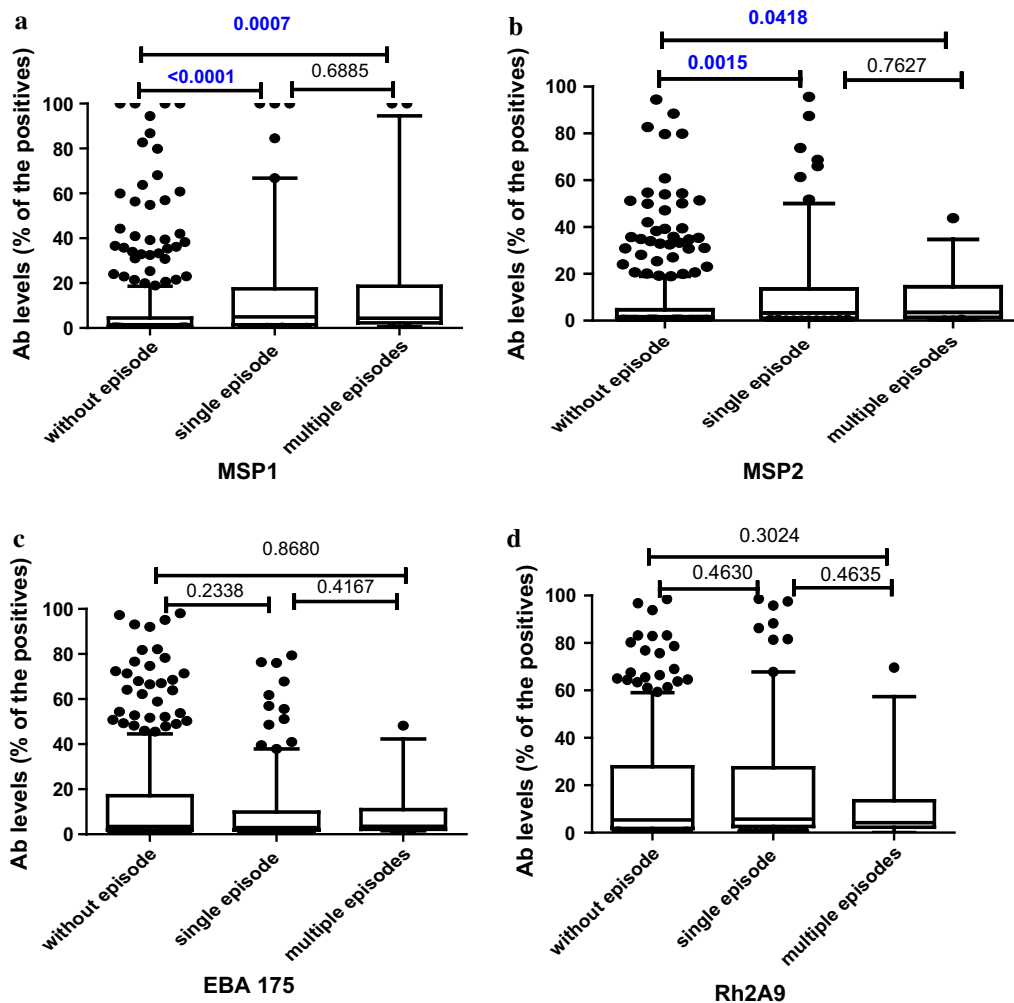 a
0.0007
<0.0001
0.6885
Ab levels (% of the positives)
100
80
60
40
20
0
without episode
single episode
multiple episodes
MSP1
b
0.0418
0.0015
0.7627
Ab levels (% of the positives)
100
80
60
40
20
0
without episode
single episode
multiple episodes
MSP2
c
0.8680
0.2338
0.4167
Ab levels (% of the positives)
100
80
60
40
20
0
without episode
single episode
multiple episodes
EBA 175
d
0.3024
0.4630
0.4635
Ab levels (% of the positives)
100
80
60
40
20
0
without episode
single episode
multiple episodes
Rh2A9